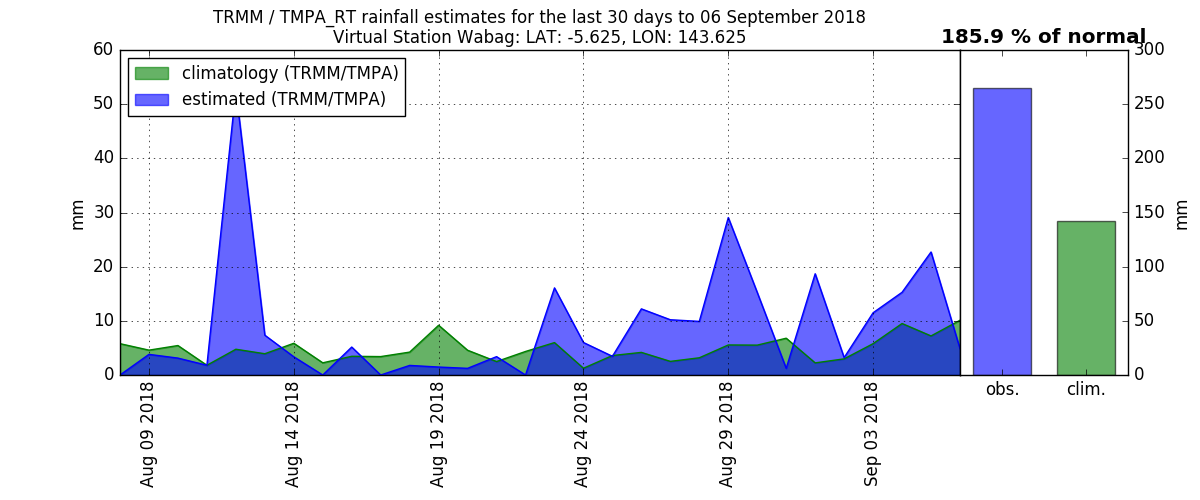 TRMM / TMPA_RT rainfall estimates for the last 30 days to 06 September 2018
Virtual Station Wabag: LAT: -5.625, LON: 143.625
185.9 % of normal
climatology (TRMM/TMPA)
estimated (TRMM/TMPA)
60
50
40
30
20
10
0
mm
300
250
200
150
100
50
0
mm
Aug 09 2018
Aug 14 2018
Aug 19 2018
Aug 24 2018
Aug 29 2018
Sep 03 2018
obs.
clim.